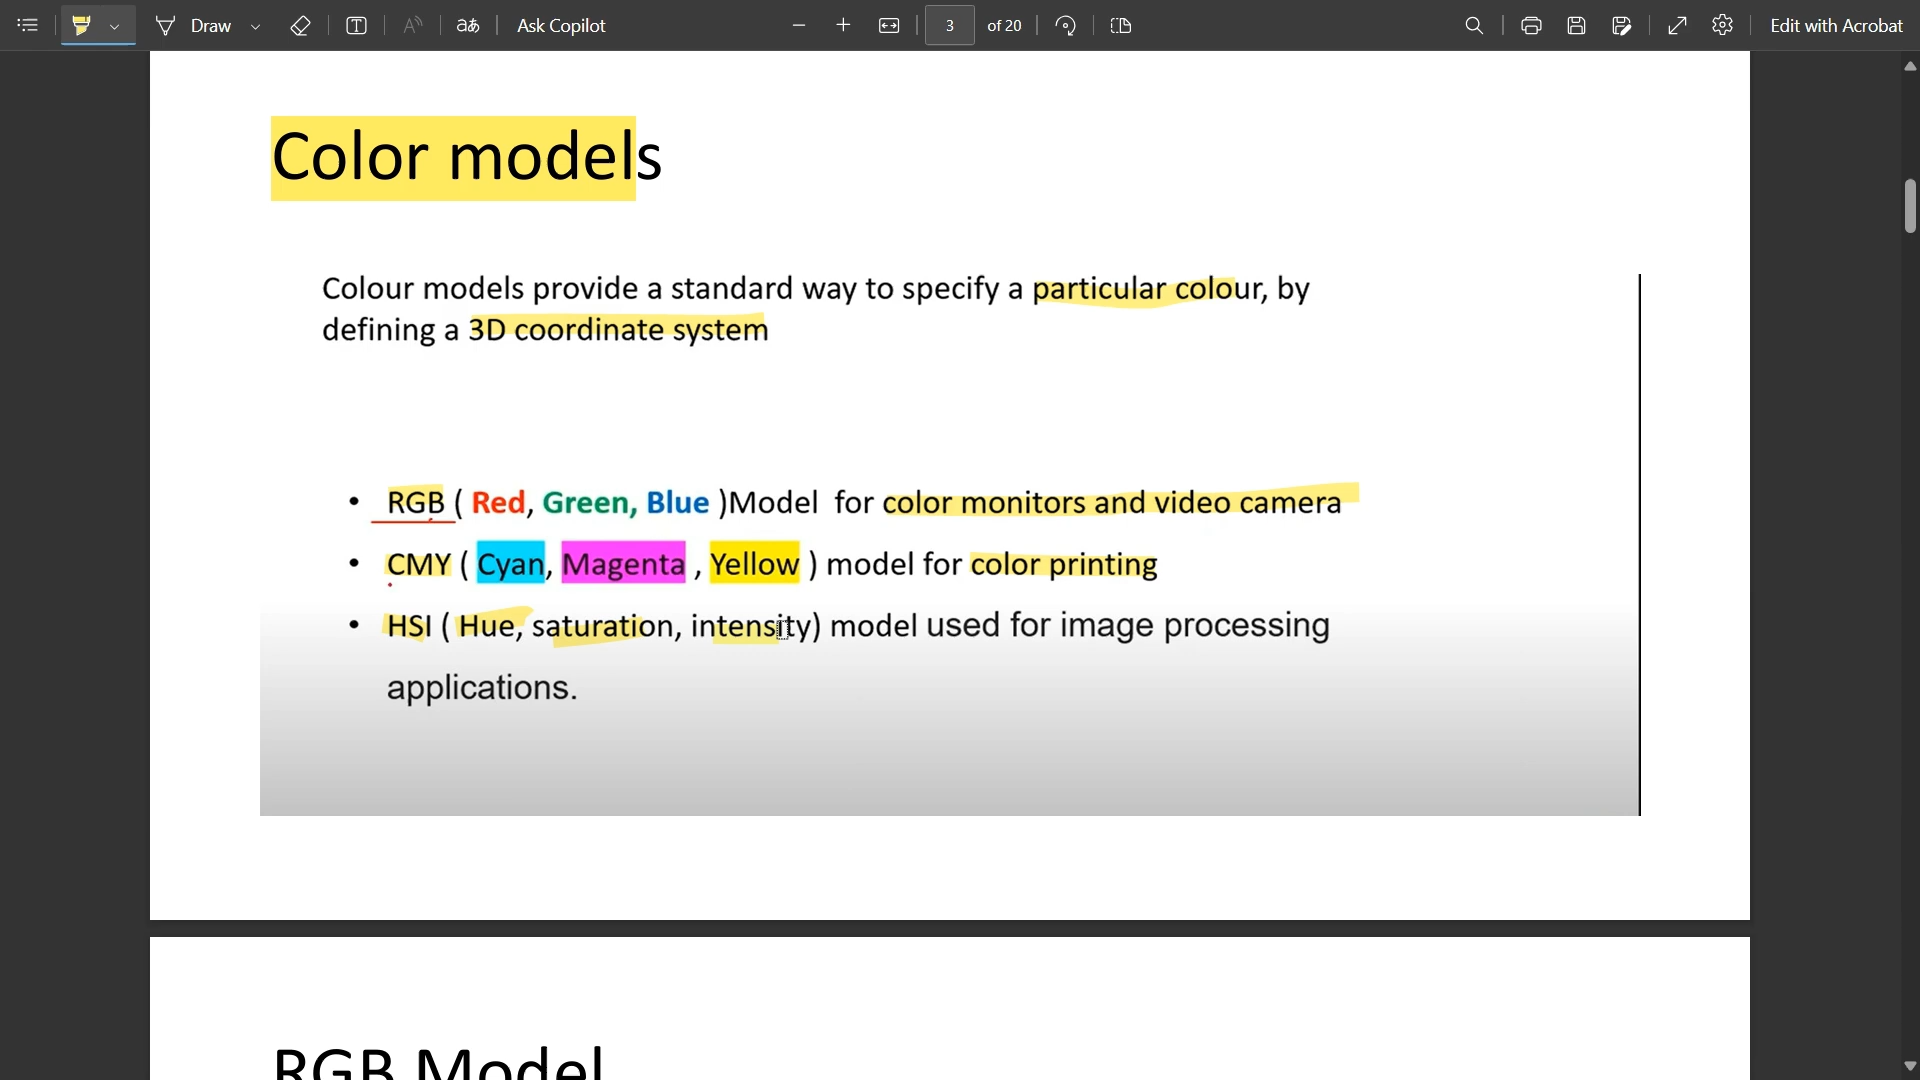 Draw
Ask Copilot
3 of 20
Edit with Acrobat
Color models
Colour models provide a standard way to specify a particular colour, by
defining a 3D coordinate system
• RGB ( Red, Green, Blue )Model for color monitors and video camera
• CMY ( Cyan, Magenta , Yellow ) model for color printing
• HSI ( Hue, saturation, intensity) model used for image processing
applications.
RGB Model